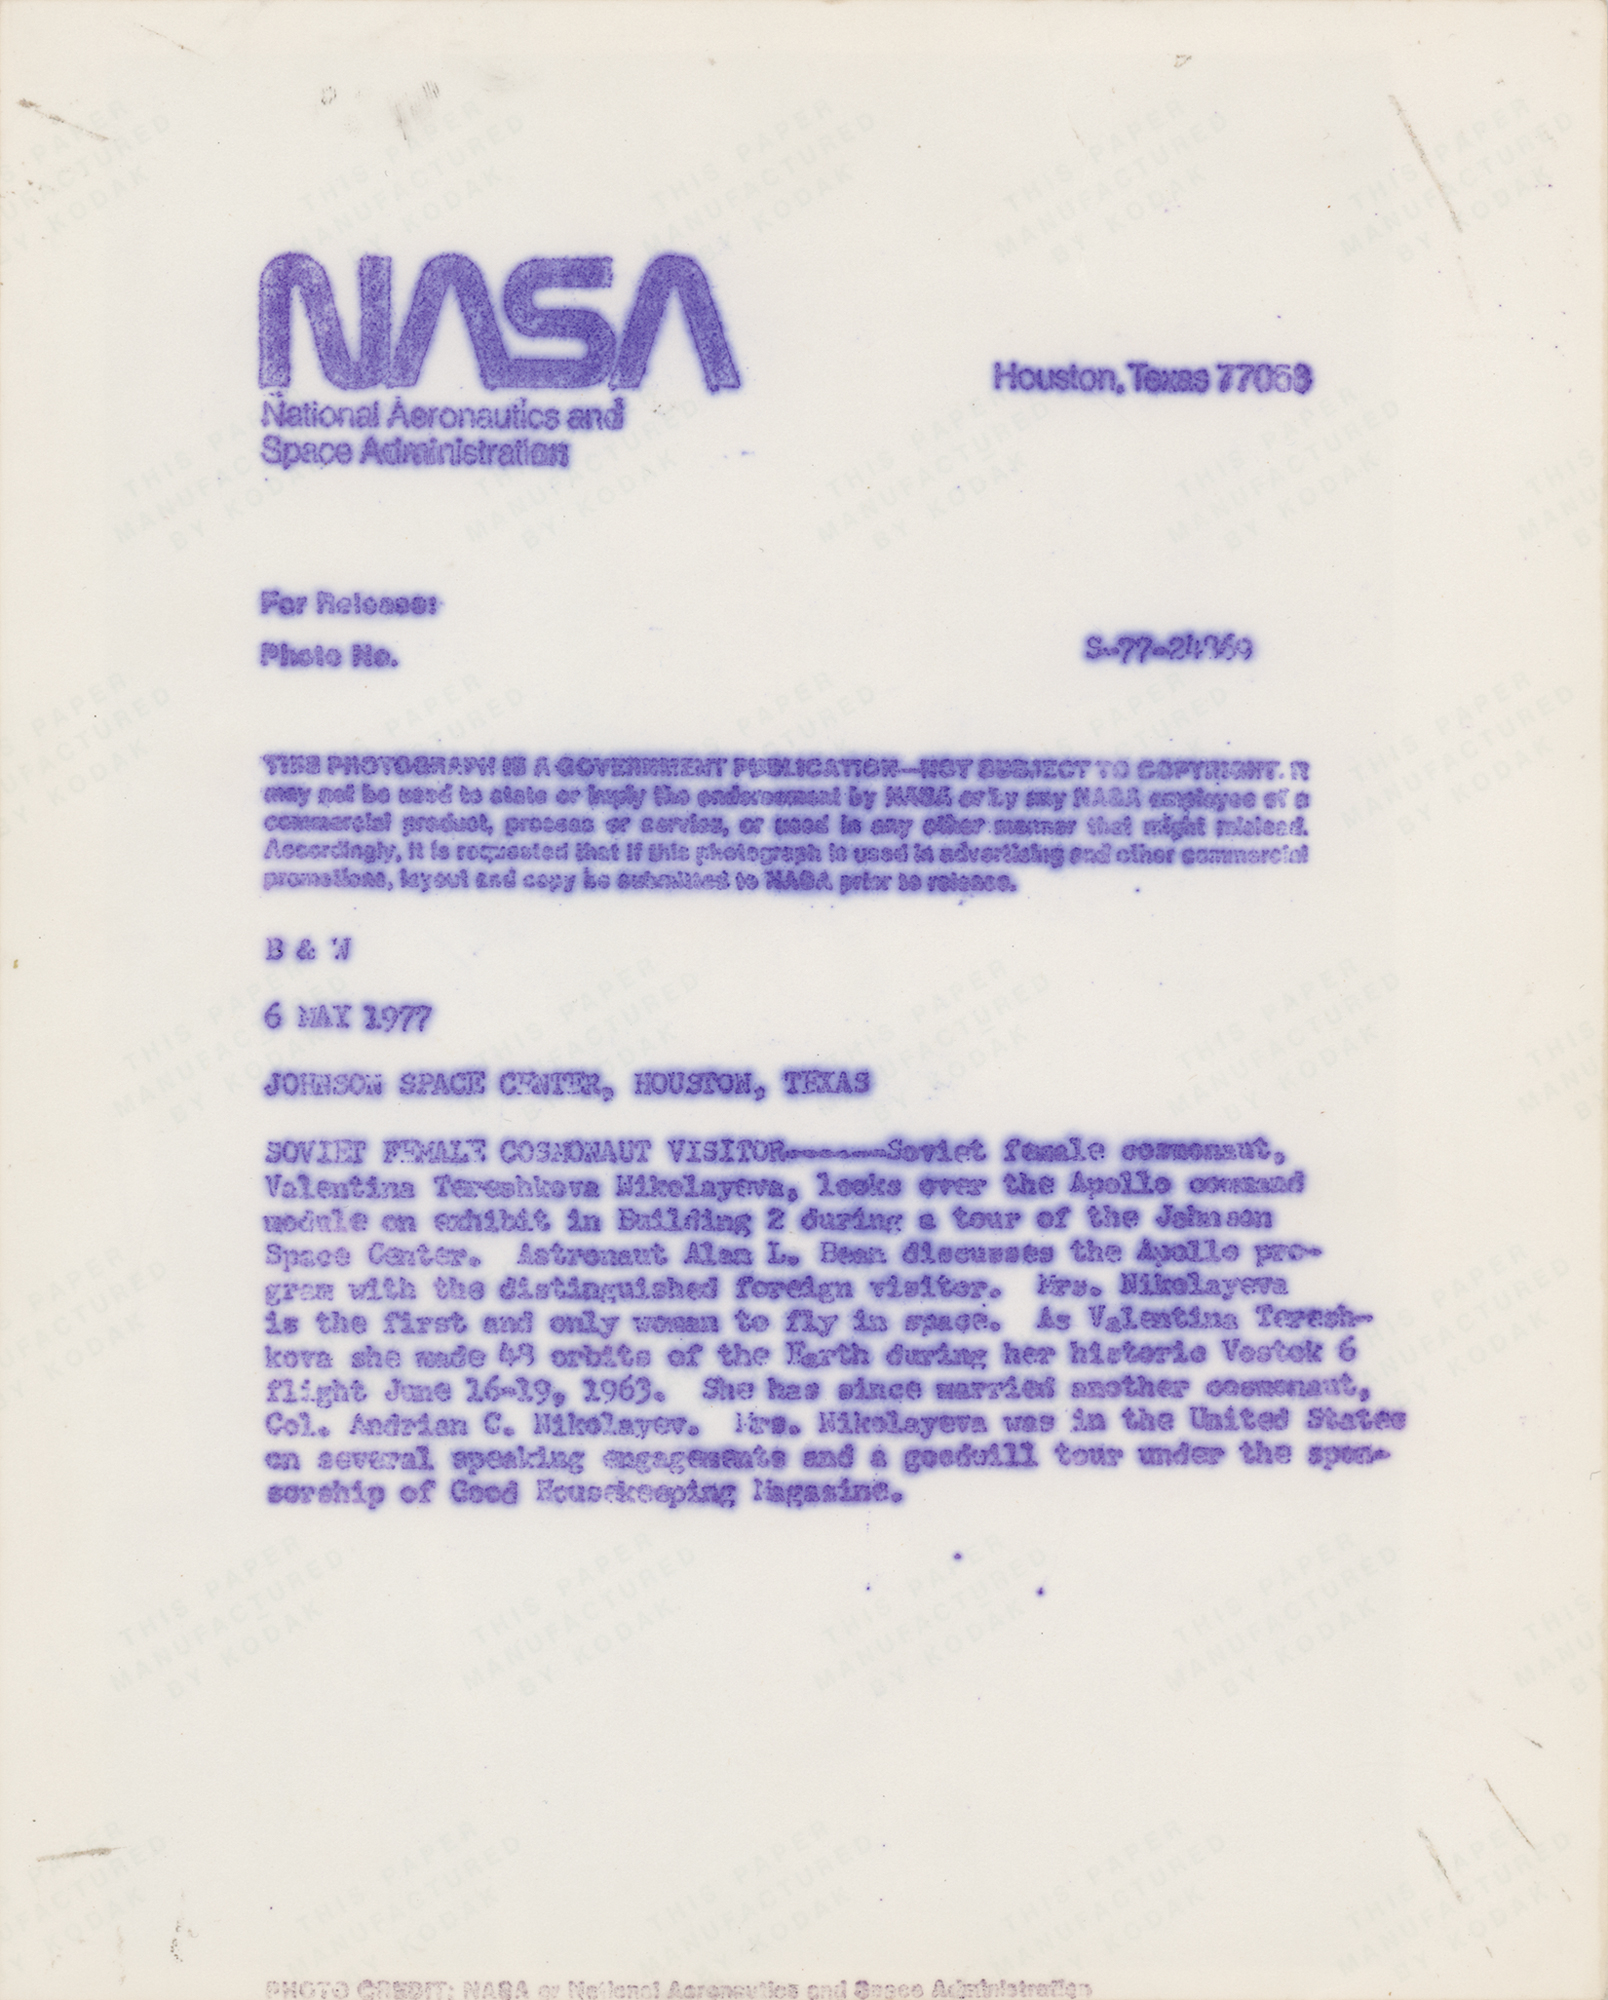 NASA
National Aeronautics and
Space Administration
Houston, Texas 77058
For Release:
Photo No.
S-77-24369
THIS PHOTOGRAPH IS A GOVERNMENT PUBLICATION—NOT SUBJECT TO COPYRIGHT. It
may not be used to state or imply the endorsement by NASA or by any NASA employee of a
commercial product, process or service, or used in any other manner that might mislead.
Accordingly, it is requested that if this photograph is used in advertising and other commercial
promotions, layout and copy be submitted to NASA prior to release.
B & W
6 MAY 1977
JOHNSON SPACE CENTER, HOUSTON, TEXAS
SOVIET FEMALE COSMONAUT VISITOR------Soviet female cosmonaut,
Valentina Tereshkova Nikolayeva, looks over the Apollo command
module on exhibit in Building 2 during a tour of the Johnson
Space Center. Astronaut Alan L. Bean discusses the Apollo pro-
gram with the distinguished foreign visitor. Mrs. Nikolayeva
is the first and only woman to fly in space. As Valentina Teresh-
kova she made 48 orbits of the Earth during her historic Vostok 6
flight June 16-19, 1963. She has since married another cosmonaut,
Col. Andrian C. Nikolayev. Mrs. Nikolayeva was in the United States
on several speaking engagements and a goodwill tour under the spon-
sorship of Good Housekeeping Magazine.
PHOTO CREDIT: NASA or National Aeronautics and Space Administration
THIS PAPER
MANUFACTURED
BY KODAK